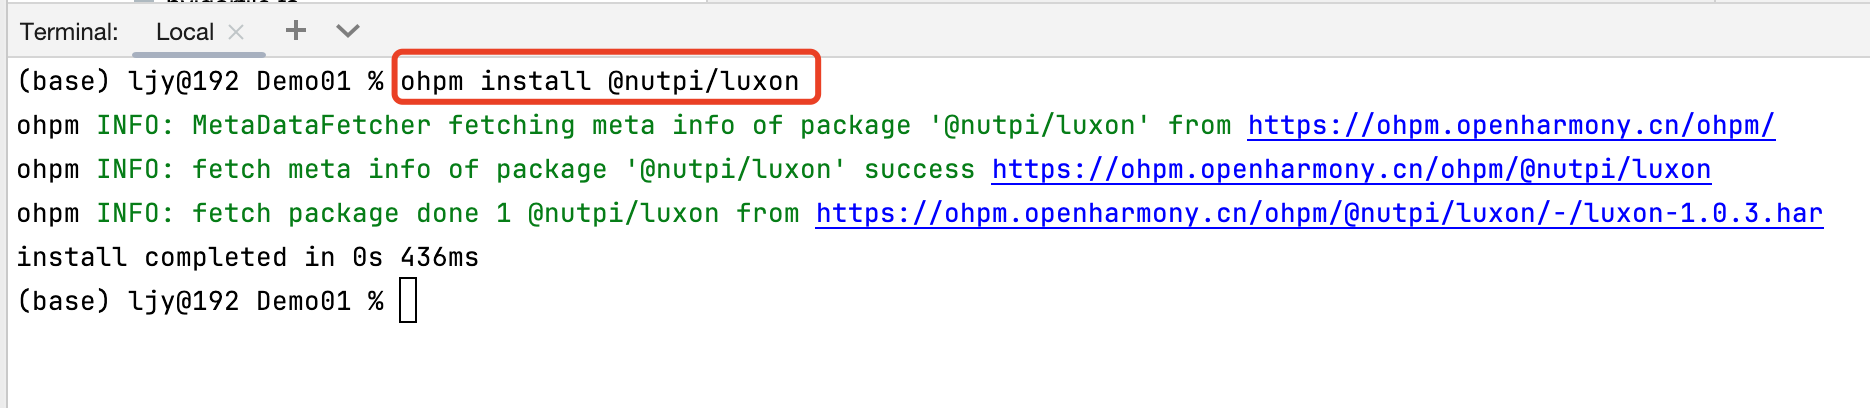 Terminal: Local
(base) ljy@192 Demo01 % ohpm install @nutpi/luxon
ohpm INFO: MetaDataFetcher fetching meta info of package '@nutpi/luxon' from https://ohpm.openharmony.cn/ohpm/
ohpm INFO: fetch meta info of package '@nutpi/luxon' success https://ohpm.openharmony.cn/ohpm/@nutpi/luxon
ohpm INFO: fetch package done 1 @nutpi/luxon from https://ohpm.openharmony.cn/ohpm/@nutpi/luxon/-/luxon-1.0.3.har
install completed in 0s 436ms
(base) ljy@192 Demo01 %